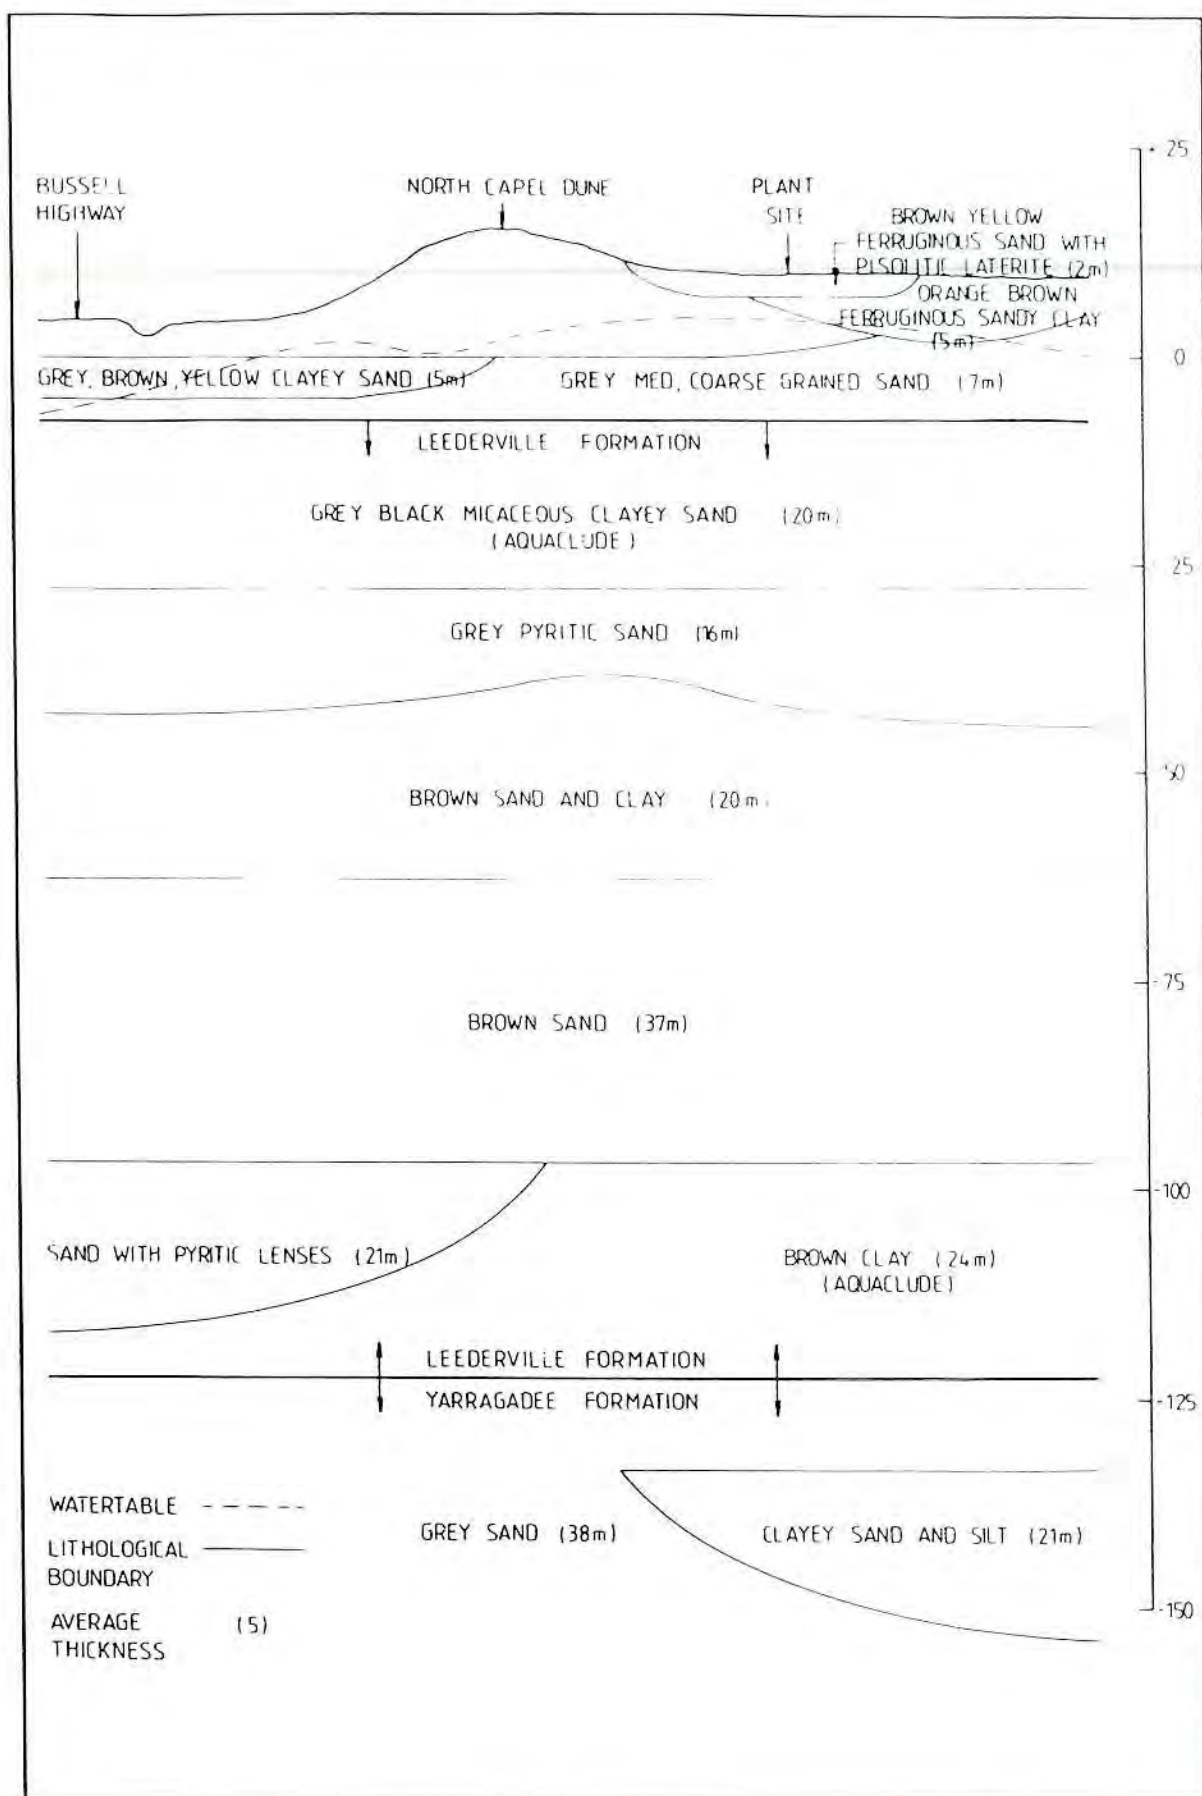 + 25
BUSSELL
HIGHWAY
NORTH CAPEL DUNE
PLANT
SITE
BROWN YELLOW
FERRUGINOUS SAND WITH
PISOLITIC LATERITE (2m)
ORANGE BROWN
FERRUGINOUS SANDY CLAY
(5m)
0
GREY, BROWN, YELLOW CLAYEY SAND (5m)
GREY MED, COARSE GRAINED SAND (7m)
LEEDERVILLE FORMATION
GREY BLACK MICACEOUS CLAYEY SAND (20m)
(AQUACLUDE)
25
GREY PYRITIC SAND (16m)
-50
BROWN SAND AND CLAY (20m)
-75
BROWN SAND (37m)
-100
SAND WITH PYRITIC LENSES (21m)
BROWN CLAY (24m)
(AQUACLUDE)
LEEDERVILLE FORMATION
YARRAGADEE FORMATION
-125
WATERTABLE
GREY SAND (38m)
CLAYEY SAND AND SILT (21m)
LITHOLOGICAL
BOUNDARY
-150
AVERAGE (5)
THICKNESS